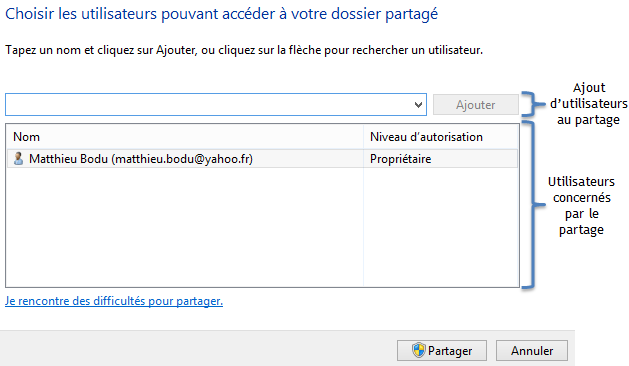 Choisir les utilisateurs pouvant accéder à votre dossier partagé
Tapez un nom et cliquez sur Ajouter, ou cliquez sur la flèche pour rechercher un utilisateur.
Ajouter
Ajout
d'utilisateurs
au partage
Nom
Niveau d'autorisation
Matthieu Bodu (matthieu.bodu@yahoo.fr)
Propriétaire
Utilisateurs
concernés
par le
partage
Je rencontre des difficultés pour partager.
Partager
Annuler